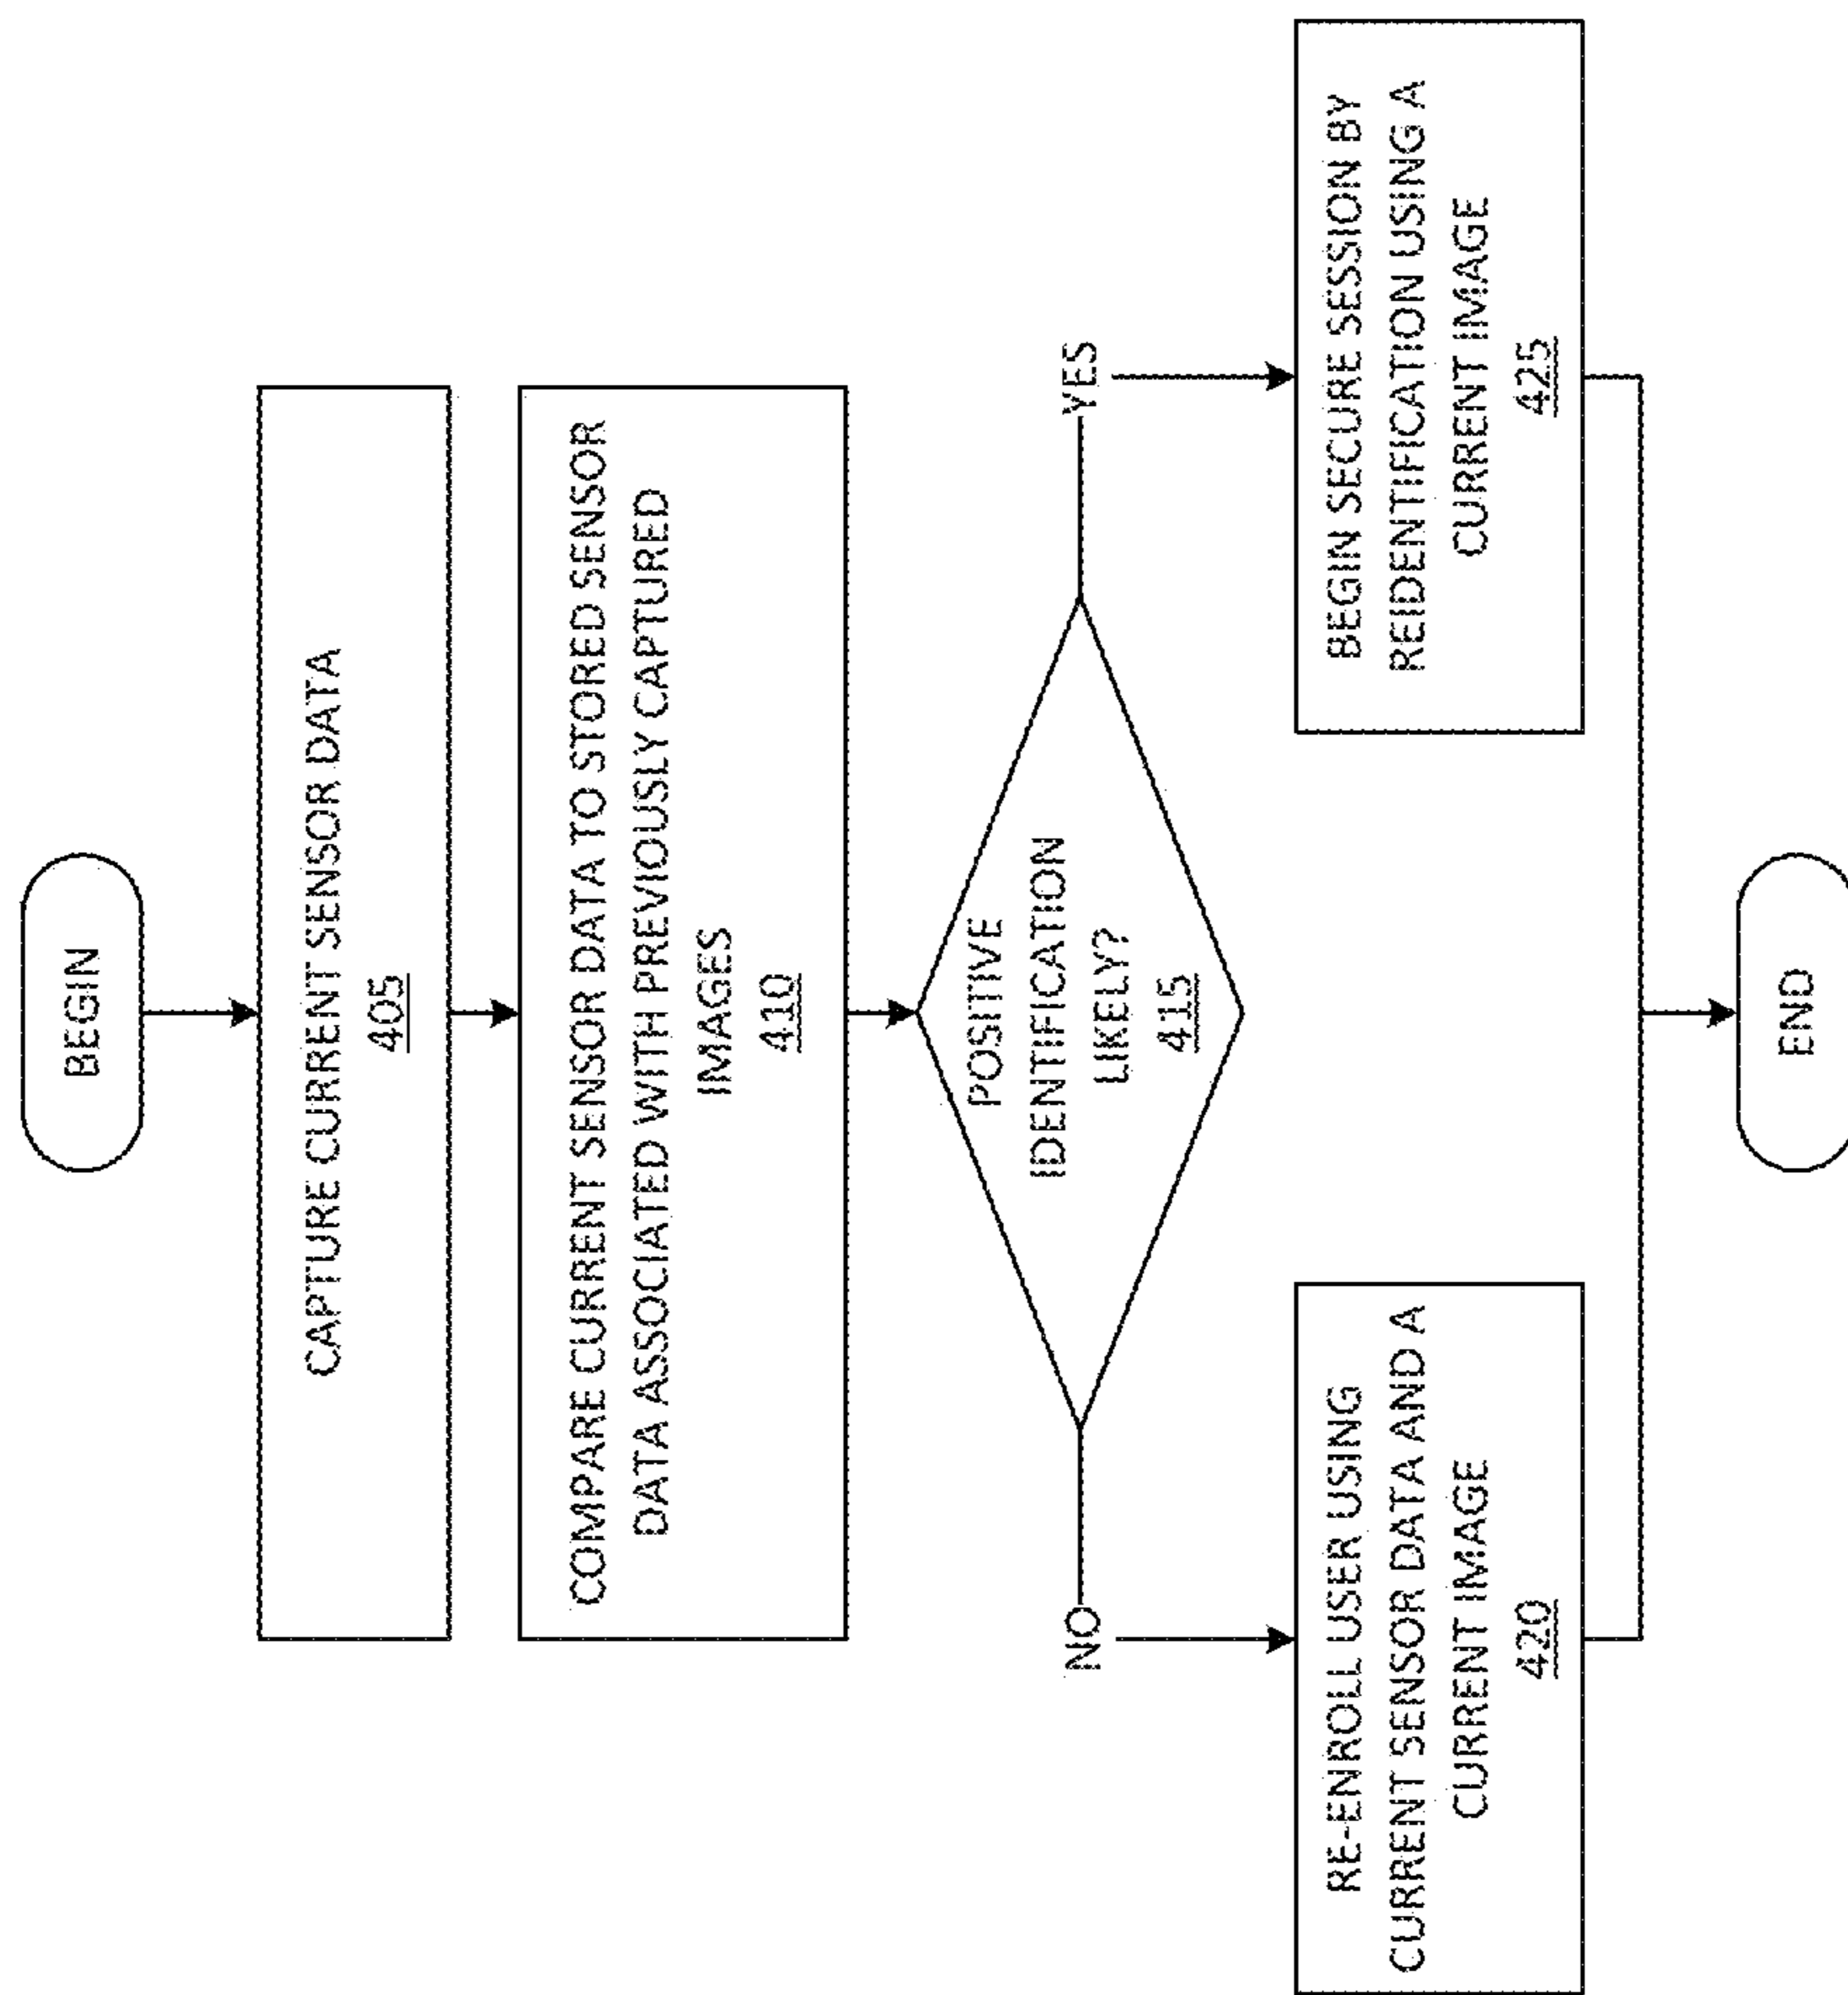 BEGIN
CAPTURE CURRENT SENSOR DATA
405
COMPARE CURRENT SENSOR DATA TO STORED SENSOR
DATA ASSOCIATED WITH PREVIOUSLY CAPTURED
IMAGES
410
POSITIVE
IDENTIFICATION
LIKELY?
415
NO
YES
RE-ENROLL USER USING
CURRENT SENSOR DATA AND A
CURRENT IMAGE
420
BEGIN SECURE SESSION BY
REIDENTIFICATION USING A
CURRENT IMAGE
425
END